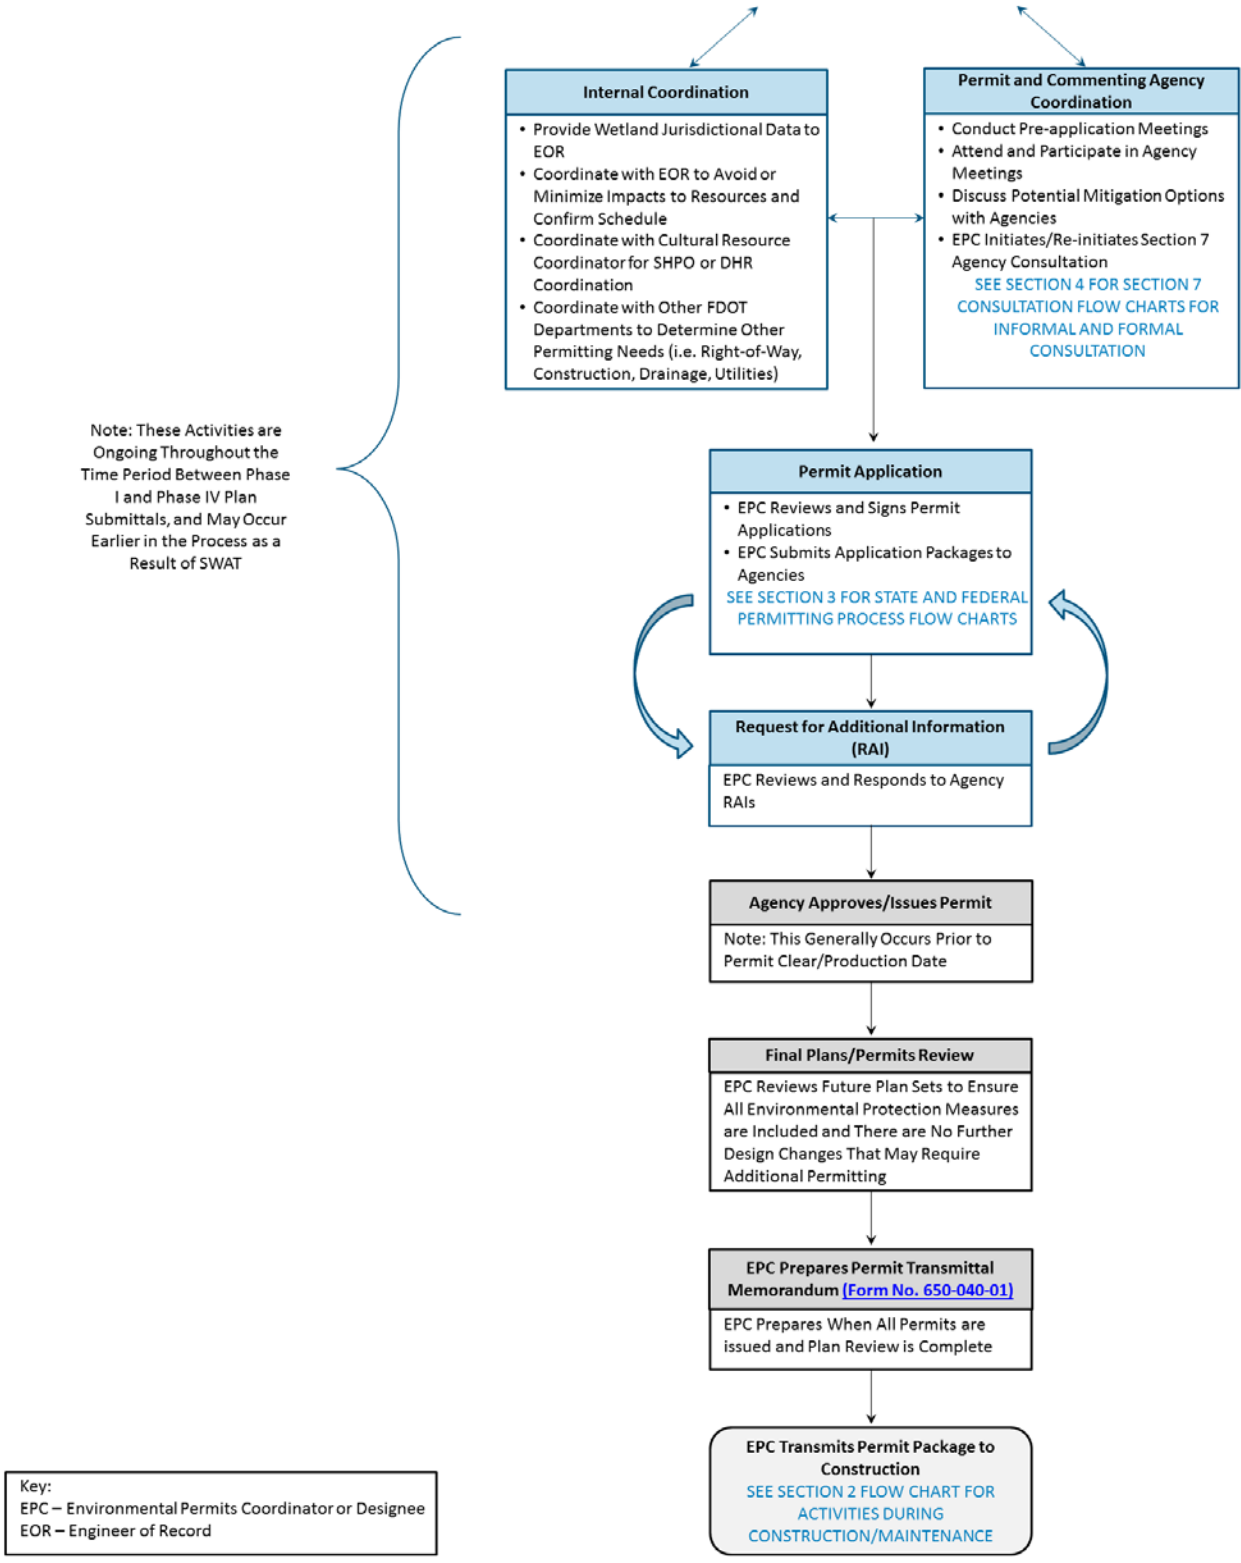 Internal Coordination
• Provide Wetland Jurisdictional Data to
EOR
• Coordinate with EOR to Avoid or
Minimize Impacts to Resources and
Confirm Schedule
• Coordinate with Cultural Resource
Coordinator for SHPO or DHR
Coordination
• Coordinate with Other FDOT
Departments to Determine Other
Permitting Needs (i.e. Right-of-Way,
Construction, Drainage, Utilities)
Permit and Commenting Agency
Coordination
• Conduct Pre-application Meetings
• Attend and Participate in Agency
Meetings
• Discuss Potential Mitigation Options
with Agencies
• EPC Initiates/Re-initiates Section 7
Agency Consultation
SEE SECTION 4 FOR SECTION 7
CONSULTATION FLOW CHARTS FOR
INFORMAL AND FORMAL
CONSULTATION
Note: These Activities are
Ongoing Throughout the
Time Period Between Phase
I and Phase IV Plan
Submittals, and May Occur
Earlier in the Process as a
Result of SWAT
Permit Application
• EPC Reviews and Signs Permit
Applications
• EPC Submits Application Packages to
Agencies
SEE SECTION 3 FOR STATE AND FEDERAL
PERMITTING PROCESS FLOW CHARTS
Request for Additional Information
(RAI)
EPC Reviews and Responds to Agency
RAIs
Agency Approves/Issues Permit
Note: This Generally Occurs Prior to
Permit Clear/Production Date
Final Plans/Permits Review
EPC Reviews Future Plan Sets to Ensure
All Environmental Protection Measures
are Included and There are No Further
Design Changes That May Require
Additional Permitting
EPC Prepares Permit Transmittal
Memorandum (Form No. 650-040-01)
EPC Prepares When All Permits are
issued and Plan Review is Complete
EPC Transmits Permit Package to
Construction
SEE SECTION 2 FLOW CHART FOR
ACTIVITIES DURING
CONSTRUCTION/MAINTENANCE
Key:
EPC – Environmental Permits Coordinator or Designee
EOR – Engineer of Record